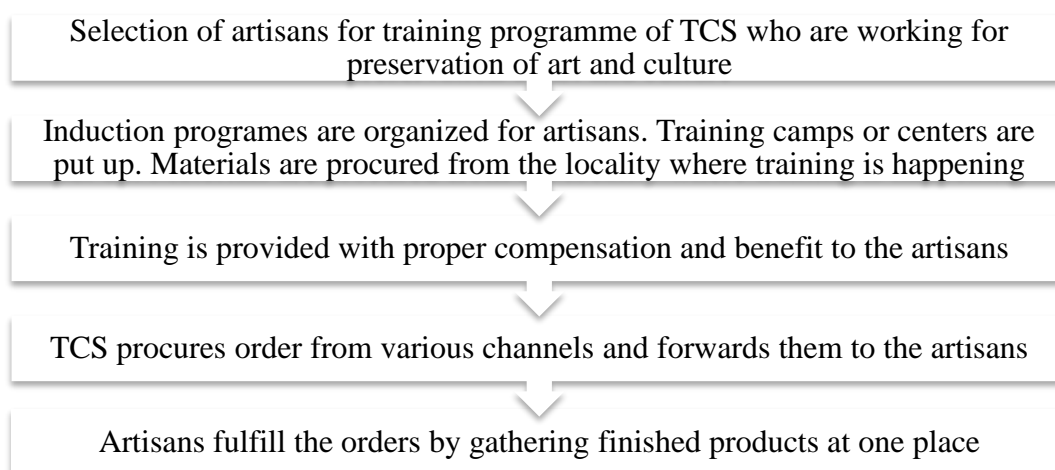 Selection of artisans for training programme of TCS who are working for
preservation of art and culture
Induction programes are organized for artisans. Training camps or centers are
put up. Materials are procured from the locality where training is happening
Training is provided with proper compensation and benefit to the artisans
TCS procures order from various channels and forwards them to the artisans
Artisans fulfill the orders by gathering finished products at one place